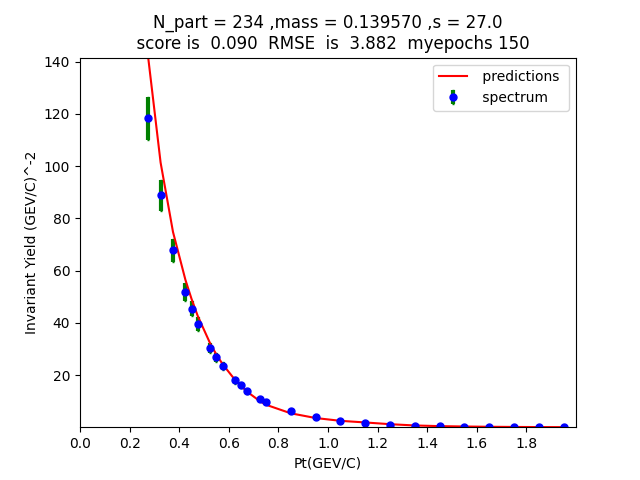 N_part = 234 ,mass = 0.139570 ,s = 27.0
score is  0.090  RMSE  is  3.882  myepochs 150
predictions
spectrum
Invariant Yield (GEV/C)^-2
140
120
100
80
60
40
20
0.0 0.2 0.4 0.6 0.8 1.0 1.2 1.4 1.6 1.8
Pt(GEV/C)